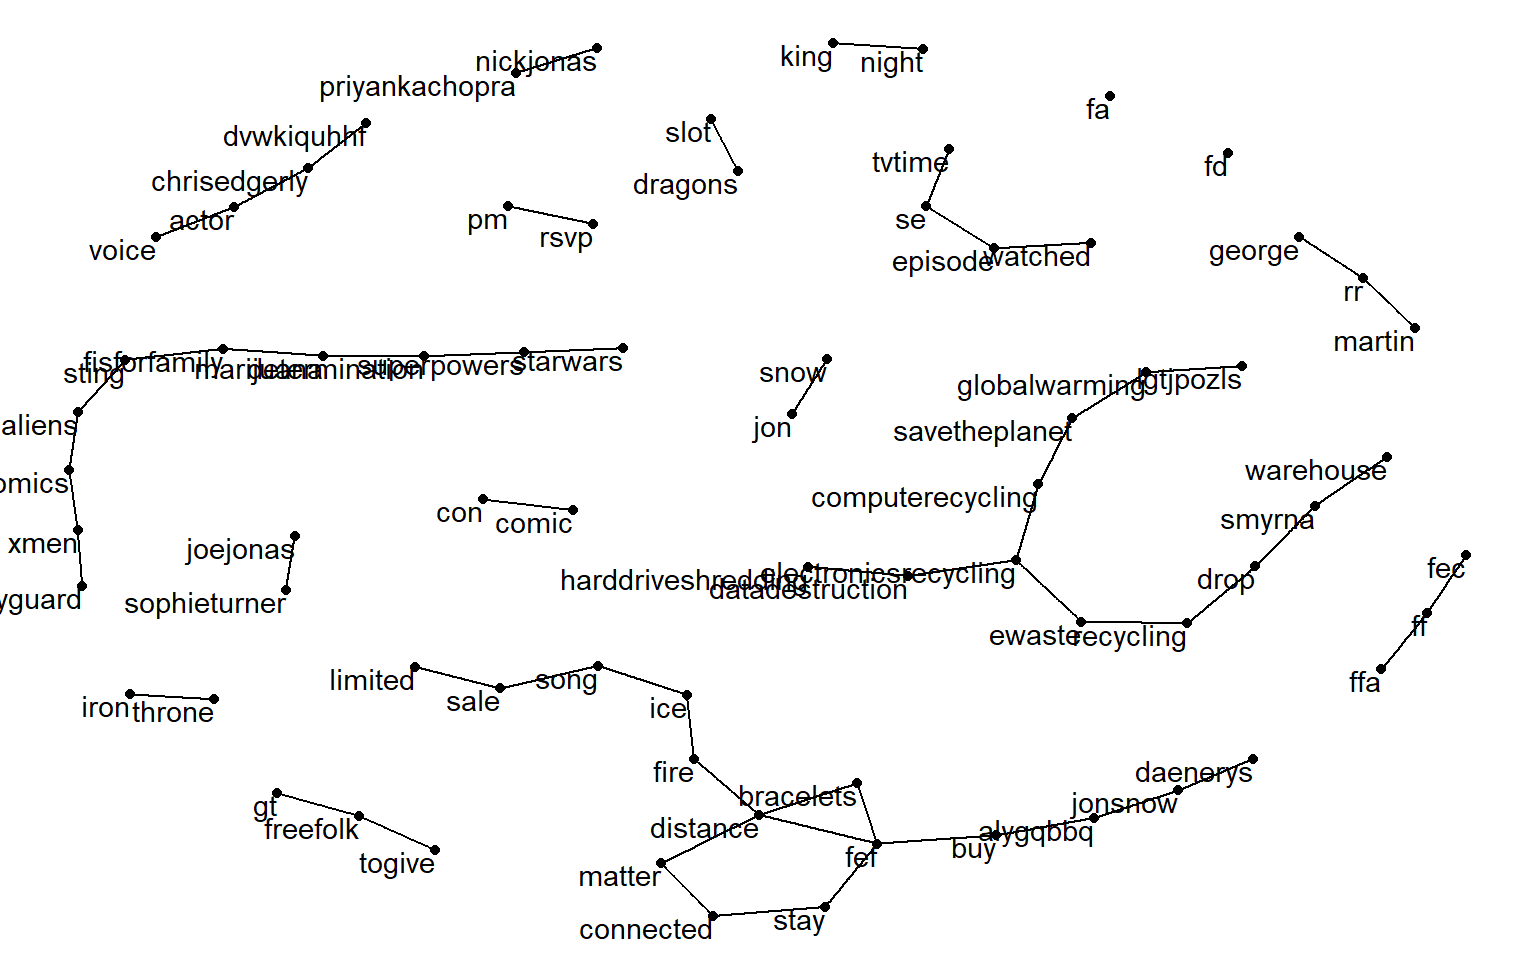 nickjonas
king
night
priyankachopra
fa
dvwkiquhhf
slot
tvtime
fd
chrisedgerly
dragons
actor
pm
se
voice
rsvp
episode
watched
george
rr
martin
fisforfamily
sting
marijuana
determination
superpowers
starwars
snow
globalwarming
lgtjpozls
aliens
jon
savetheplanet
warehouse
omics
computerecycling
con
comic
smyrna
xmen
joejonas
harddriveshredding
electronicsrecycling
datadestruction
drop
fec
yguard
sophieturner
ewaste
recycling
ff
limited
song
sale
ffa
iron
throne
ice
fire
daenerys
bracelets
jonsnow
gt
freefolk
distance
alygqbbq
buy
togive
fef
matter
connected
stay